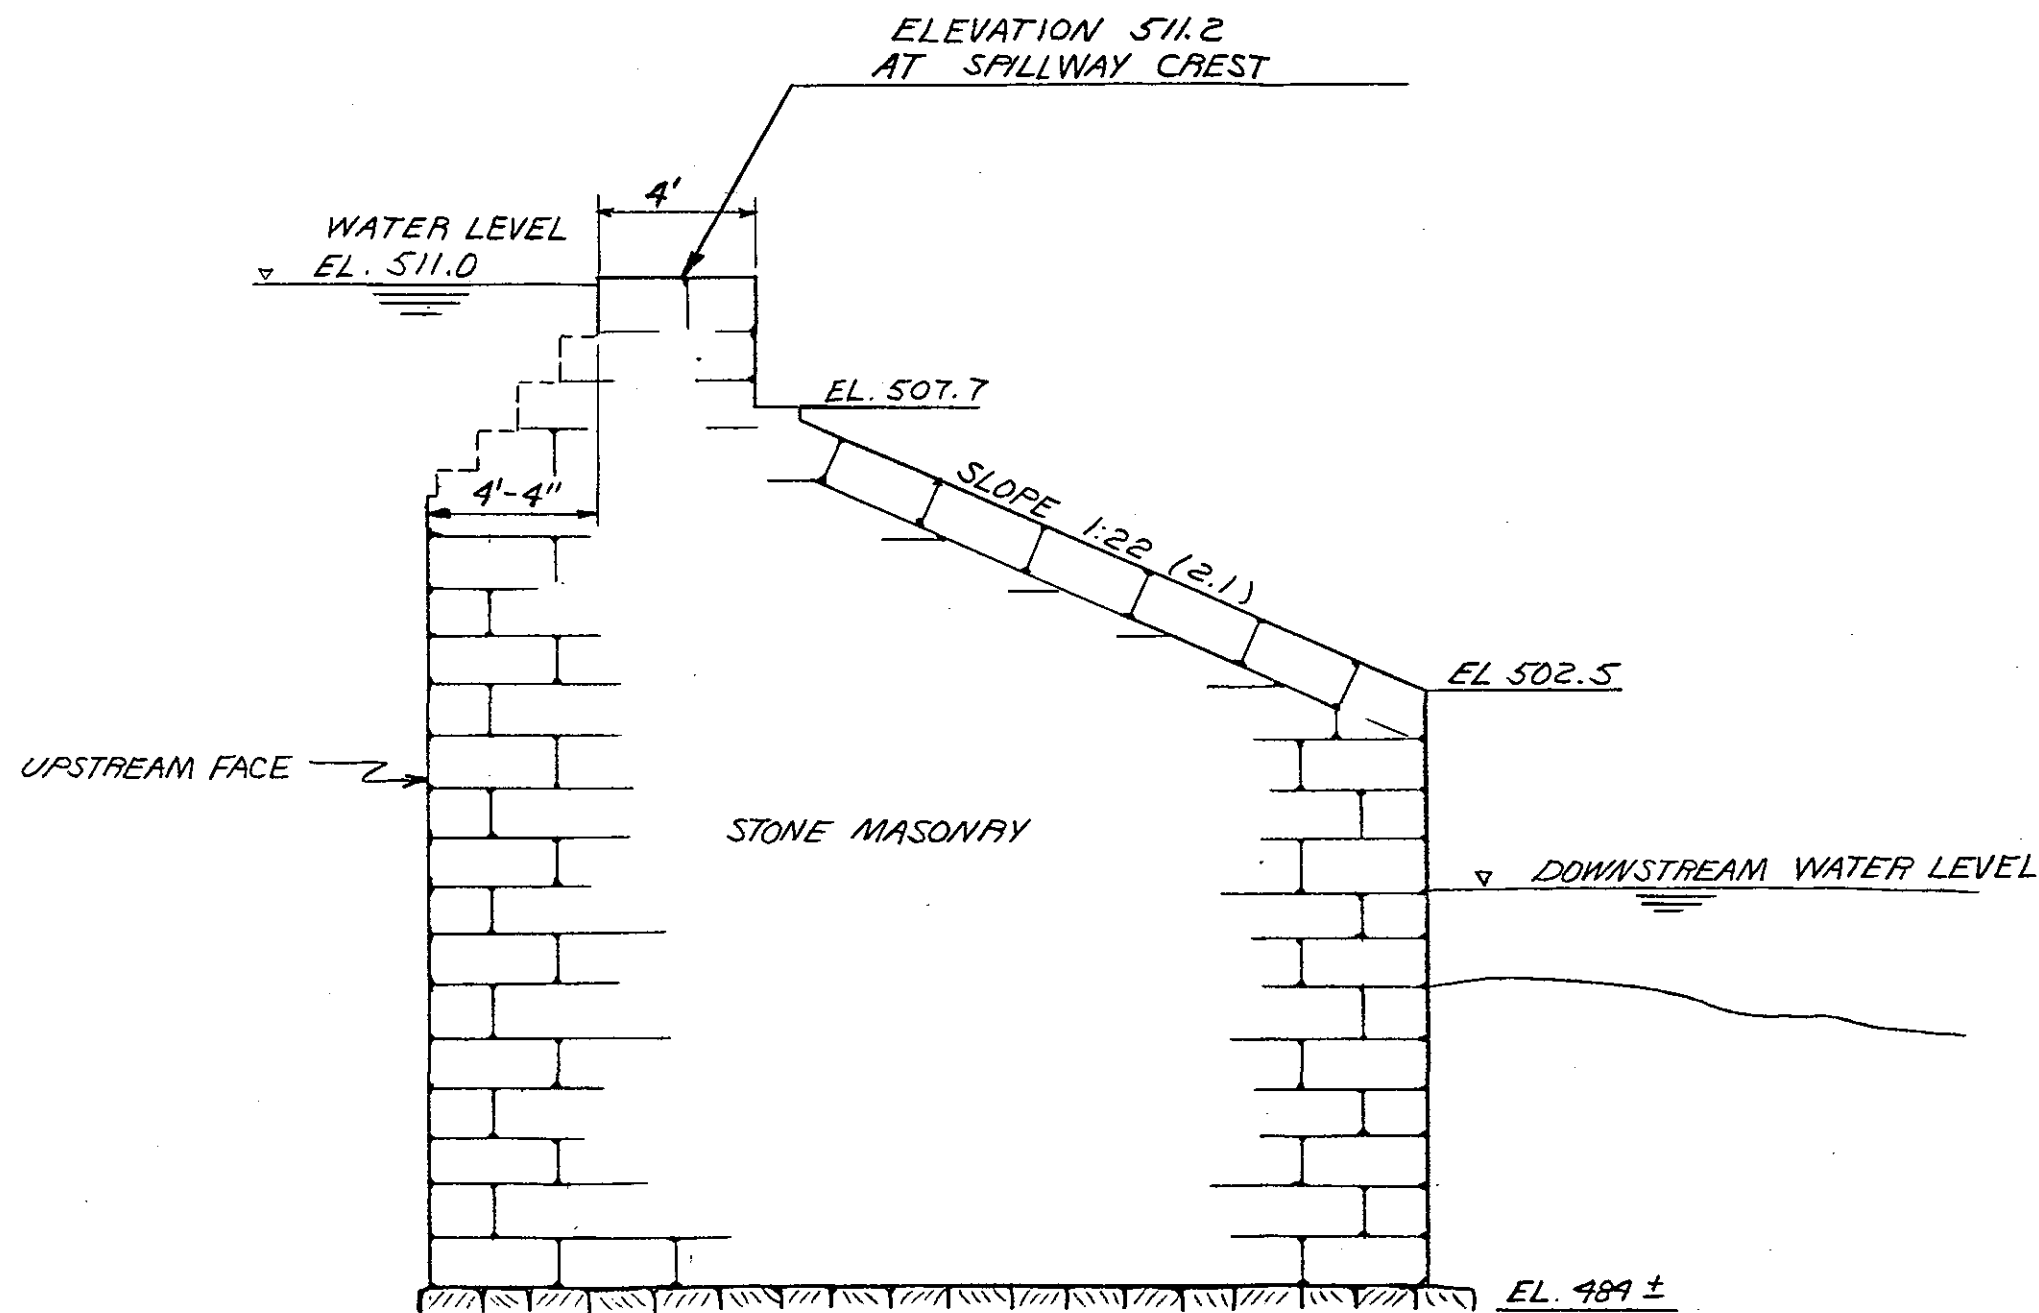 ELEVATION 511.2
AT SPILLWAY CREST
4'
WATER LEVEL
EL. 511.0
EL. 507.7
4'-4"
SLOPE 1:22 (2.1)
EL 502.5
UPSTREAM FACE
STONE MASONRY
DOWNSTREAM WATER LEVEL
EL. 484 ±